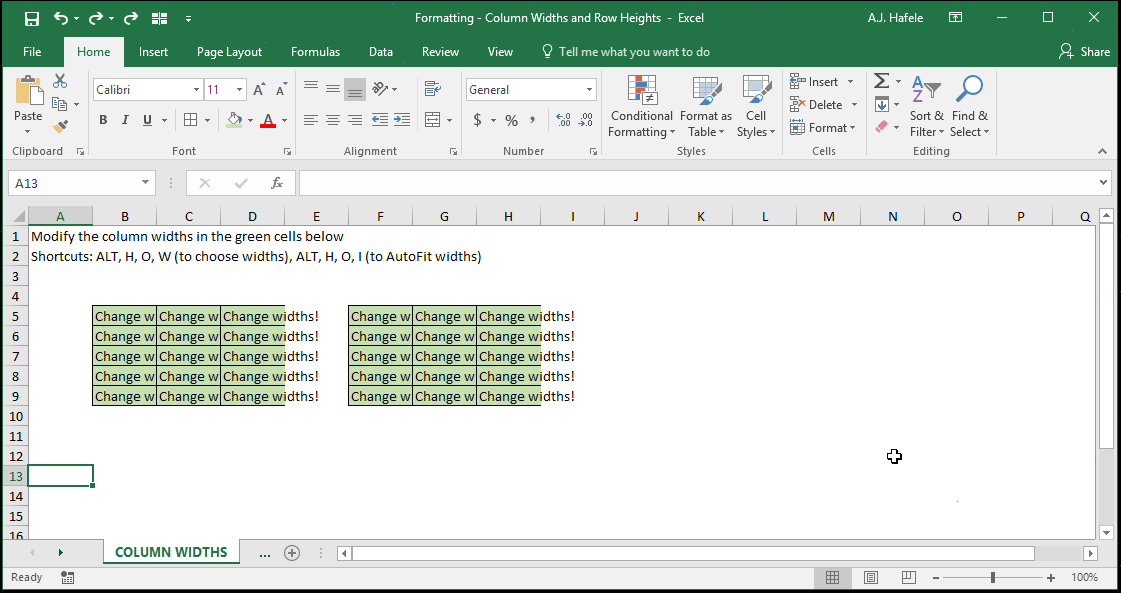 Formatting - Column Widths and Row Heights - Excel
A.J. Hafele
File Home Insert Page Layout Formulas Data Review View Tell me what you want to do Share
Paste
Calibri 11
General
Insert
Delete
Format
B I U A $ % , .00 .0
Conditional Formatting
Format as Table
Cell Styles
Sort & Filter
Find & Select
Clipboard Font Alignment Number Styles Cells Editing
A13 fx
A B C D E F G H I J K L M N O P Q
1 Modify the column widths in the green cells below
2 Shortcuts: ALT, H, O, W (to choose widths), ALT, H, O, I (to AutoFit widths)
3
4
5 Change w Change w Change widths! Change w Change w Change widths!
6 Change w Change w Change widths! Change w Change w Change widths!
7 Change w Change w Change widths! Change w Change w Change widths!
8 Change w Change w Change widths! Change w Change w Change widths!
9 Change w Change w Change widths! Change w Change w Change widths!
10
11
12
13
14
15
16
COLUMN WIDTHS ...
Ready 100%